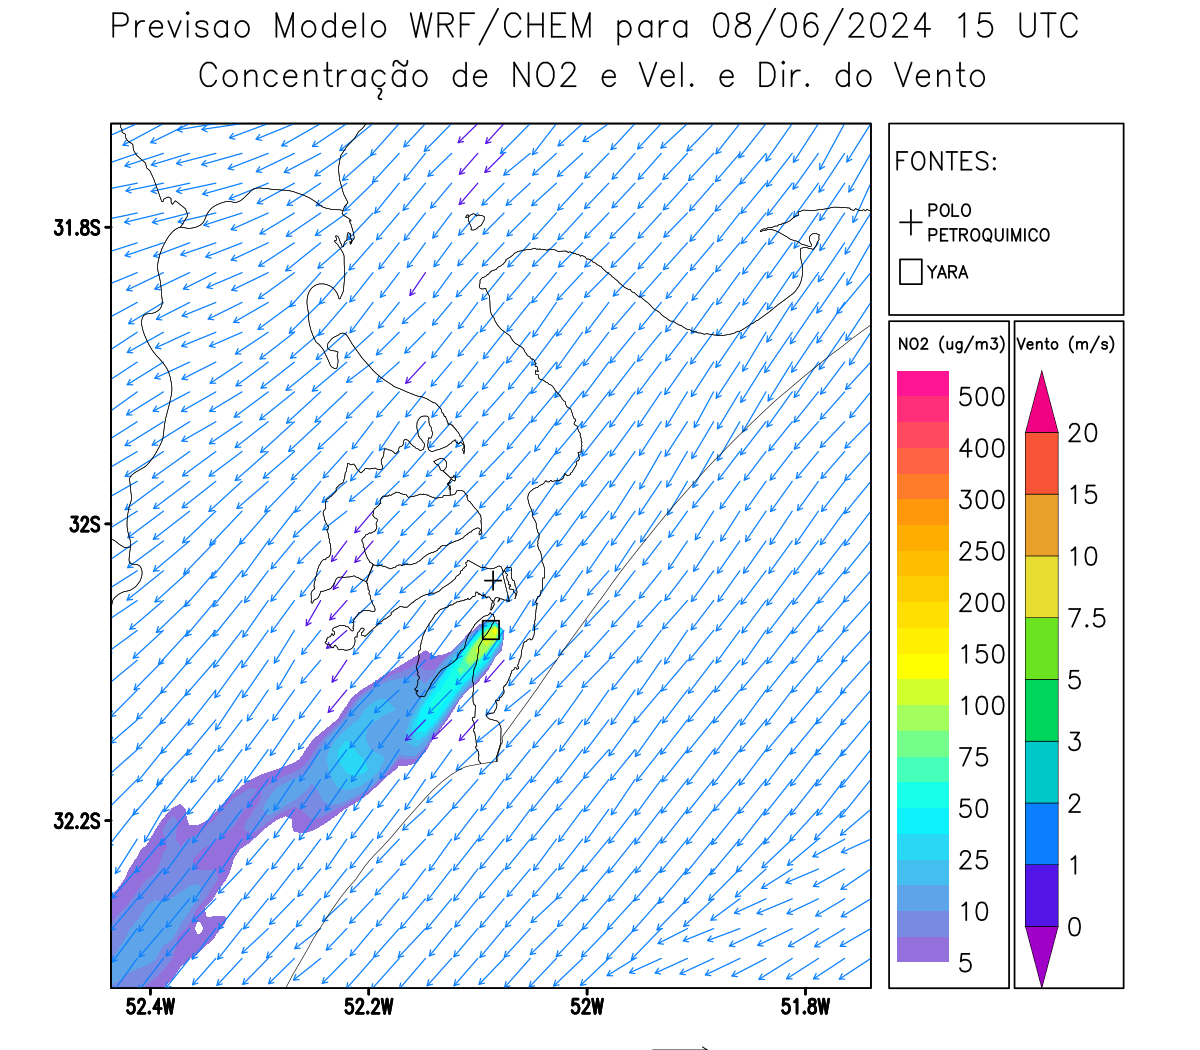 Previsao Modelo WRF/CHEM para 08/06/2024 15 UTC
Concentração de NO2 e Vel. e Dir. do Vento
FONTES:
POLO
PETROQUIMICO
YARA
NO2 (ug/m3)
500
400
300
250
200
150
100
75
50
25
10
5
Vento (m/s)
20
15
10
7.5
5
3
2
1
0
31.8S
32S
32.2S
52.4W
52.2W
52W
51.8W